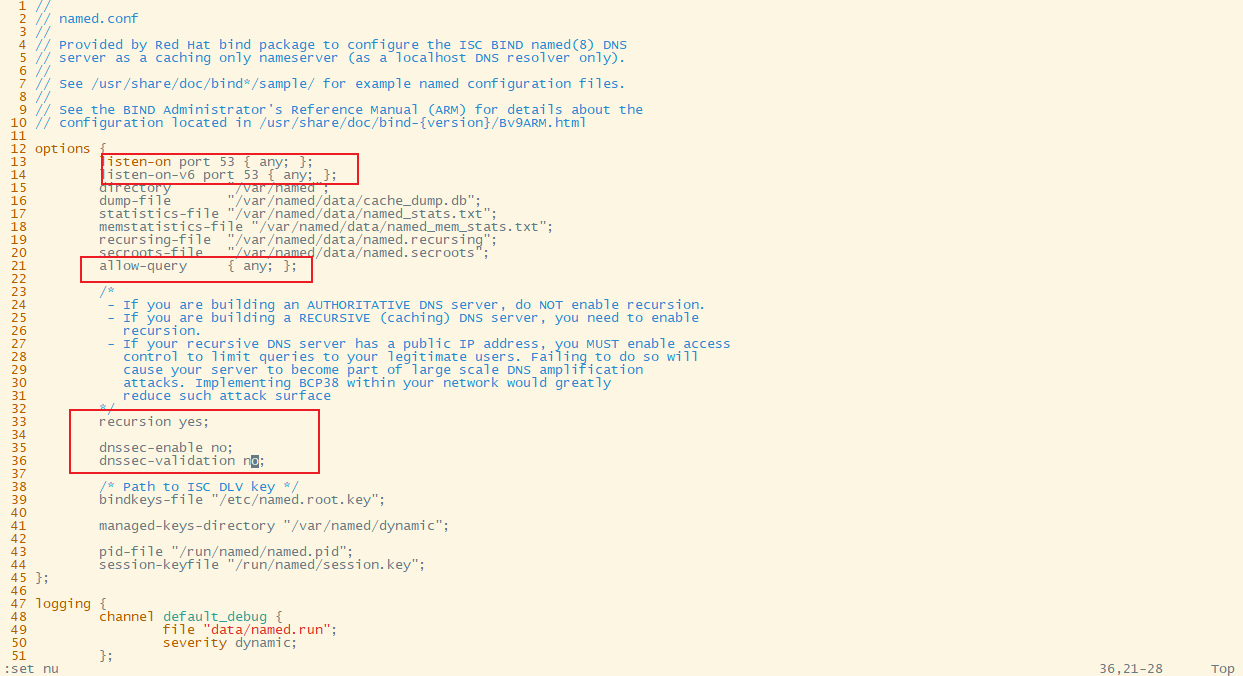 1 //
2 // named.conf
3 //
4 // Provided by Red Hat bind package to configure the ISC BIND named(8) DNS
5 // server as a caching only nameserver (as a localhost DNS resolver only).
6 //
7 // See /usr/share/doc/bind*/sample/ for example named configuration files.
8 //
9 // See the BIND Administrator's Reference Manual (ARM) for details about the
10 // configuration located in /usr/share/doc/bind-{version}/Bv9ARM.html
11
12 options {
13         listen-on port 53 { any; };
14         listen-on-v6 port 53 { any; };
15         directory       "/var/named";
16         dump-file       "/var/named/data/cache_dump.db";
17         statistics-file "/var/named/data/named_stats.txt";
18         memstatistics-file "/var/named/data/named_mem_stats.txt";
19         recursing-file  "/var/named/data/named.recursing";
20         secroots-file   "/var/named/data/named.secroots";
21         allow-query     { any; };
22
23         /*
24          - If you are building an AUTHORITATIVE DNS server, do NOT enable recursion.
25          - If you are building a RECURSIVE (caching) DNS server, you need to enable
26            recursion.
27          - If your recursive DNS server has a public IP address, you MUST enable access
28            control to limit queries to your legitimate users. Failing to do so will
29            cause your server to become part of large scale DNS amplification
30            attacks. Implementing BCP38 within your network would greatly
31            reduce such attack surface
32         */
33         recursion yes;
34
35         dnssec-enable no;
36         dnssec-validation no;
37
38         /* Path to ISC DLV key */
39         bindkeys-file "/etc/named.root.key";
40
41         managed-keys-directory "/var/named/dynamic";
42
43         pid-file "/run/named/named.pid";
44         session-keyfile "/run/named/session.key";
45 };
46
47 logging {
48         channel default_debug {
49                 file "data/named.run";
50                 severity dynamic;
51         };
:set nu 36,21-28 Top